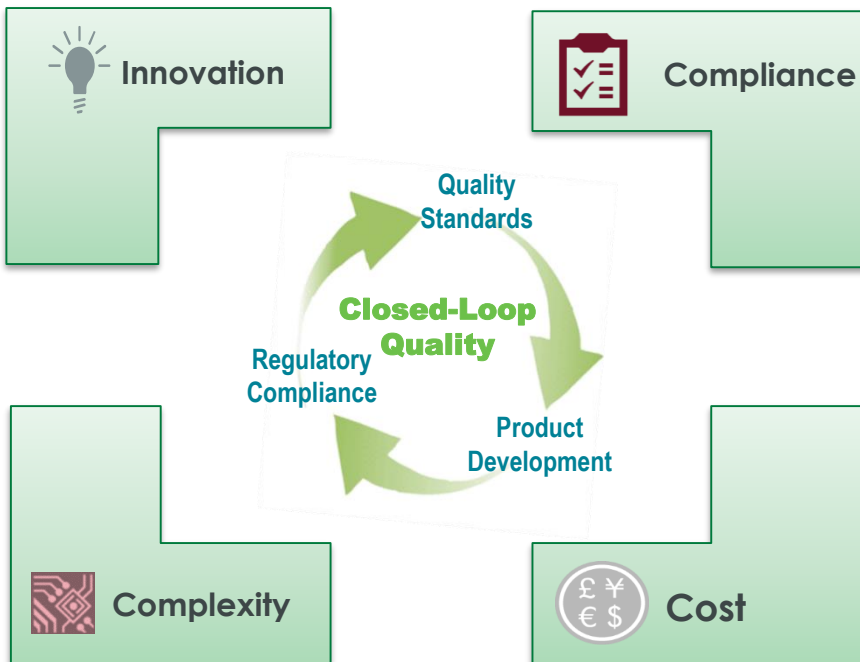 Innovation
Compliance
Quality
Standards
Closed-Loop
Quality
Regulatory
Compliance
Product
Development
Complexity
£ ¥
€ $
Cost